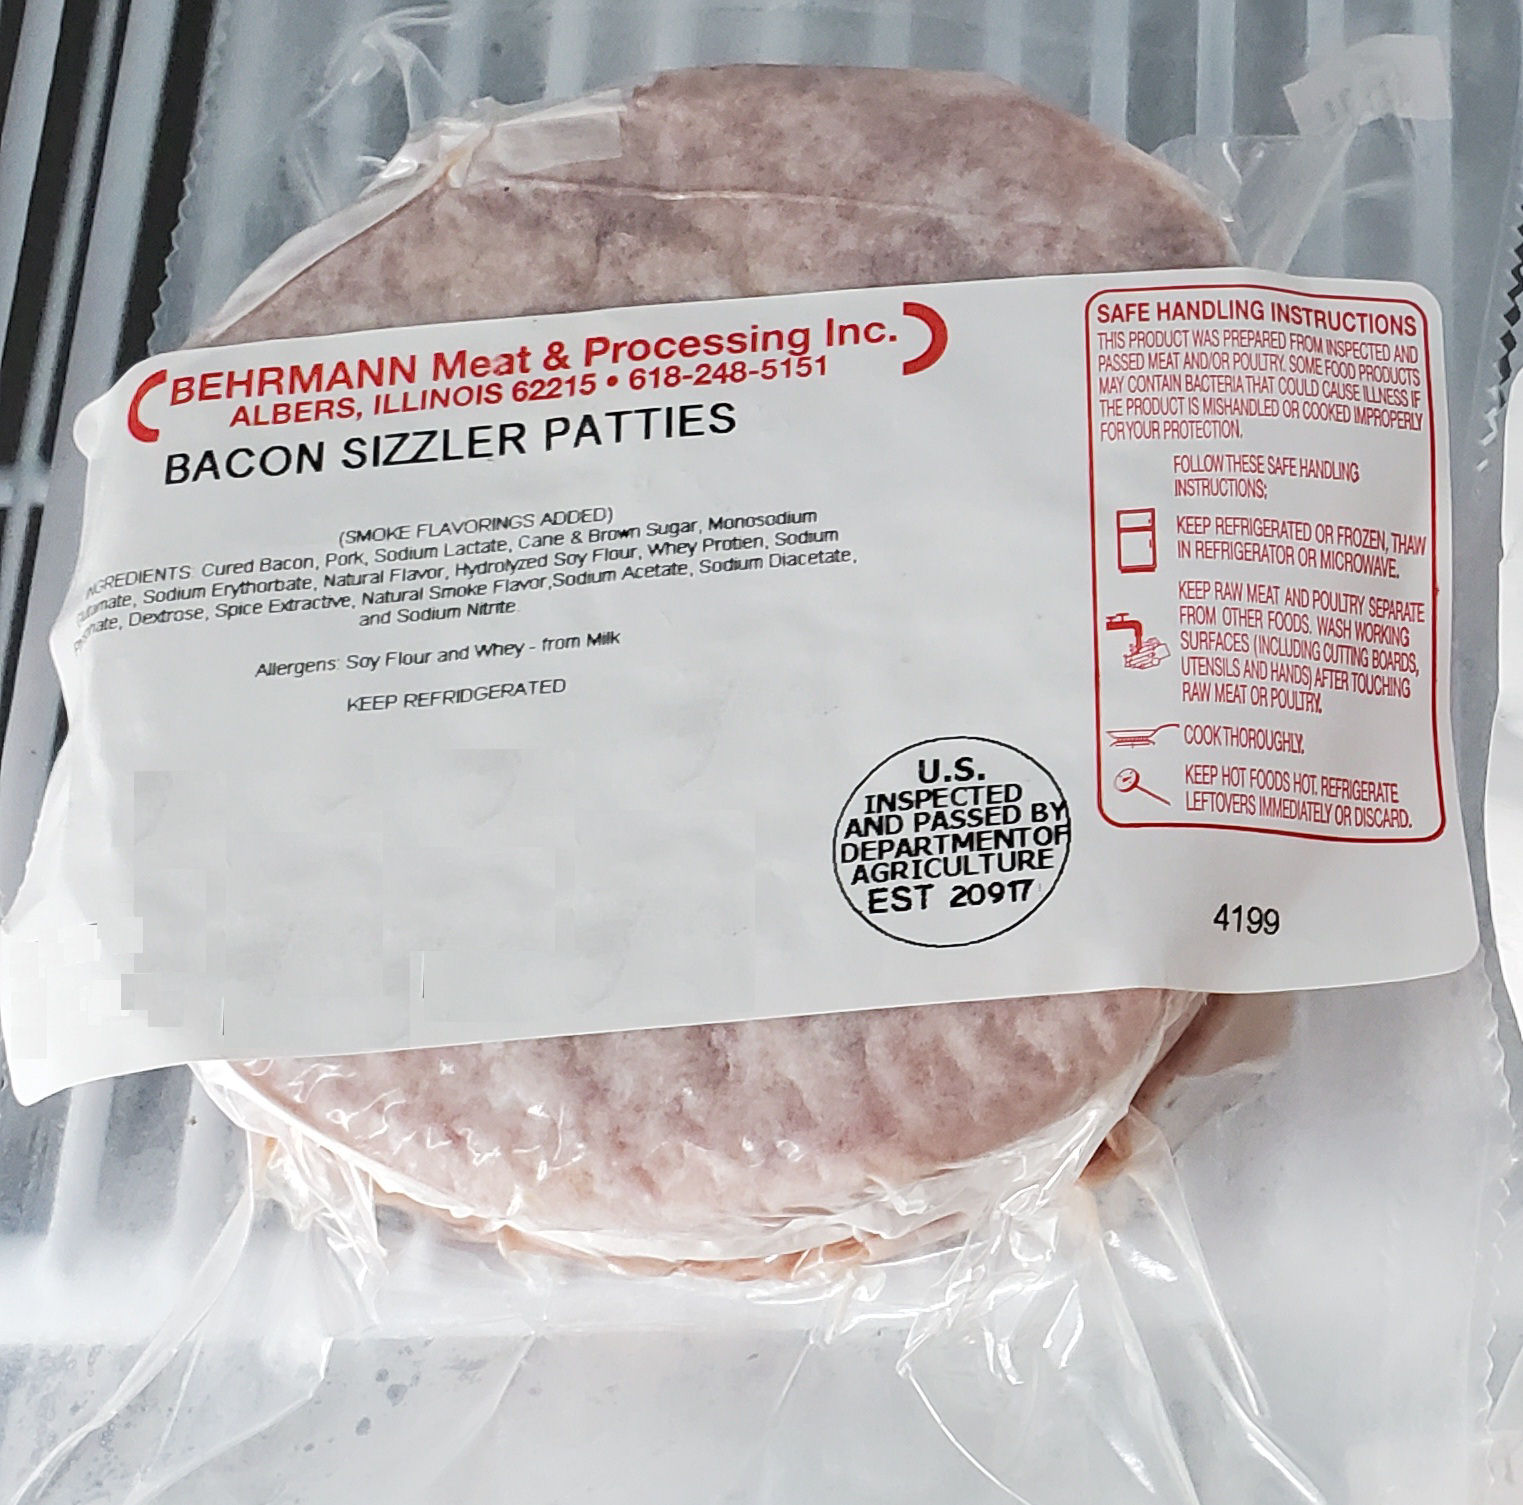 BEHRMANN Meat & Processing Inc.
ALBERS, ILLINOIS 62215 • 618-248-5151
BACON SIZZLER PATTIES
(SMOKE FLAVORINGS ADDED)
INGREDIENTS: Cured Bacon, Pork, Sodium Lactate, Cane & Brown Sugar, Monosodium
Sodium Erythorbate, Natural Flavor, Hydrolyzed Soy Flour, Whey Protien, Sodium
Dextrose, Spice Extractive, Natural Smoke Flavor,Sodium Acetate, Sodium Diacetate,
and Sodium Nitrite.
Allergens: Soy Flour and Whey - from Milk
KEEP REFRIDGERATED
U.S.
INSPECTED
AND PASSED BY
DEPARTMENT OF
AGRICULTURE
EST 20917
SAFE HANDLING INSTRUCTIONS
THIS PRODUCT WAS PREPARED FROM INSPECTED AND
PASSED MEAT AND/OR POULTRY. SOME FOOD PRODUCTS
MAY CONTAIN BACTERIA THAT COULD CAUSE ILLNESS IF
THE PRODUCT IS MISHANDLED OR COOKED IMPROPERLY
FOR YOUR PROTECTION,
FOLLOW THESE SAFE HANDLING
INSTRUCTIONS;
KEEP REFRIGERATED OR FROZEN, THAW
IN REFRIGERATOR OR MICROWAVE.
KEEP RAW MEAT AND POULTRY SEPARATE
FROM OTHER FOODS. WASH WORKING
SURFACES (INCLUDING CUTTING BOARDS,
UTENSILS AND HANDS) AFTER TOUCHING
RAW MEAT OR POULTRY.
COOK THOROUGHLY.
KEEP HOT FOODS HOT. REFRIGERATE
LEFTOVERS IMMEDIATELY OR DISCARD.
4199